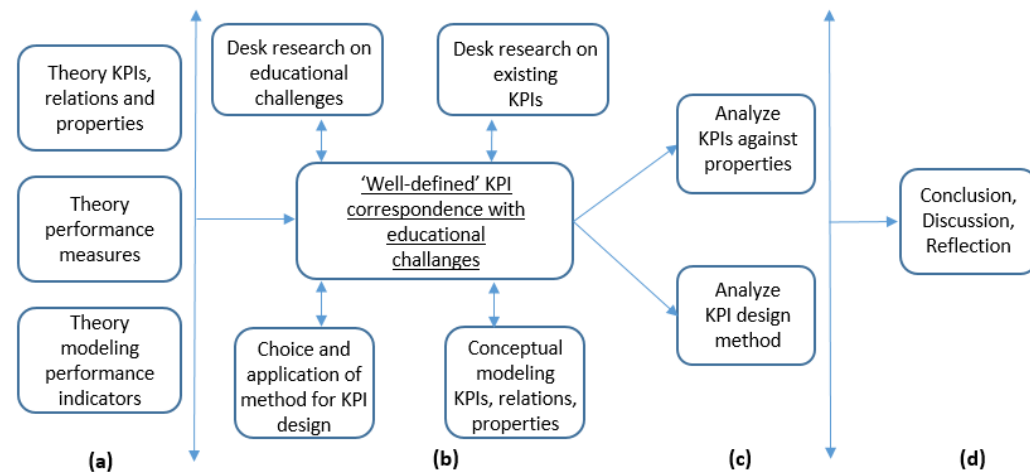 Theory KPIs,
relations and
properties
Theory
performance
measures
Theory
modeling
performance
indicators
(a)
Desk research on
educational
challenges
Desk research on
existing
KPIs
‘Well-defined’ KPI
correspondence with
educational
challanges
Choice and
application of
method for KPI
design
Conceptual
modeling
KPIs, relations,
properties
(b)
Analyze
KPIs against
properties
Analyze
KPI design
method
(c)
Conclusion,
Discussion,
Reflection
(d)